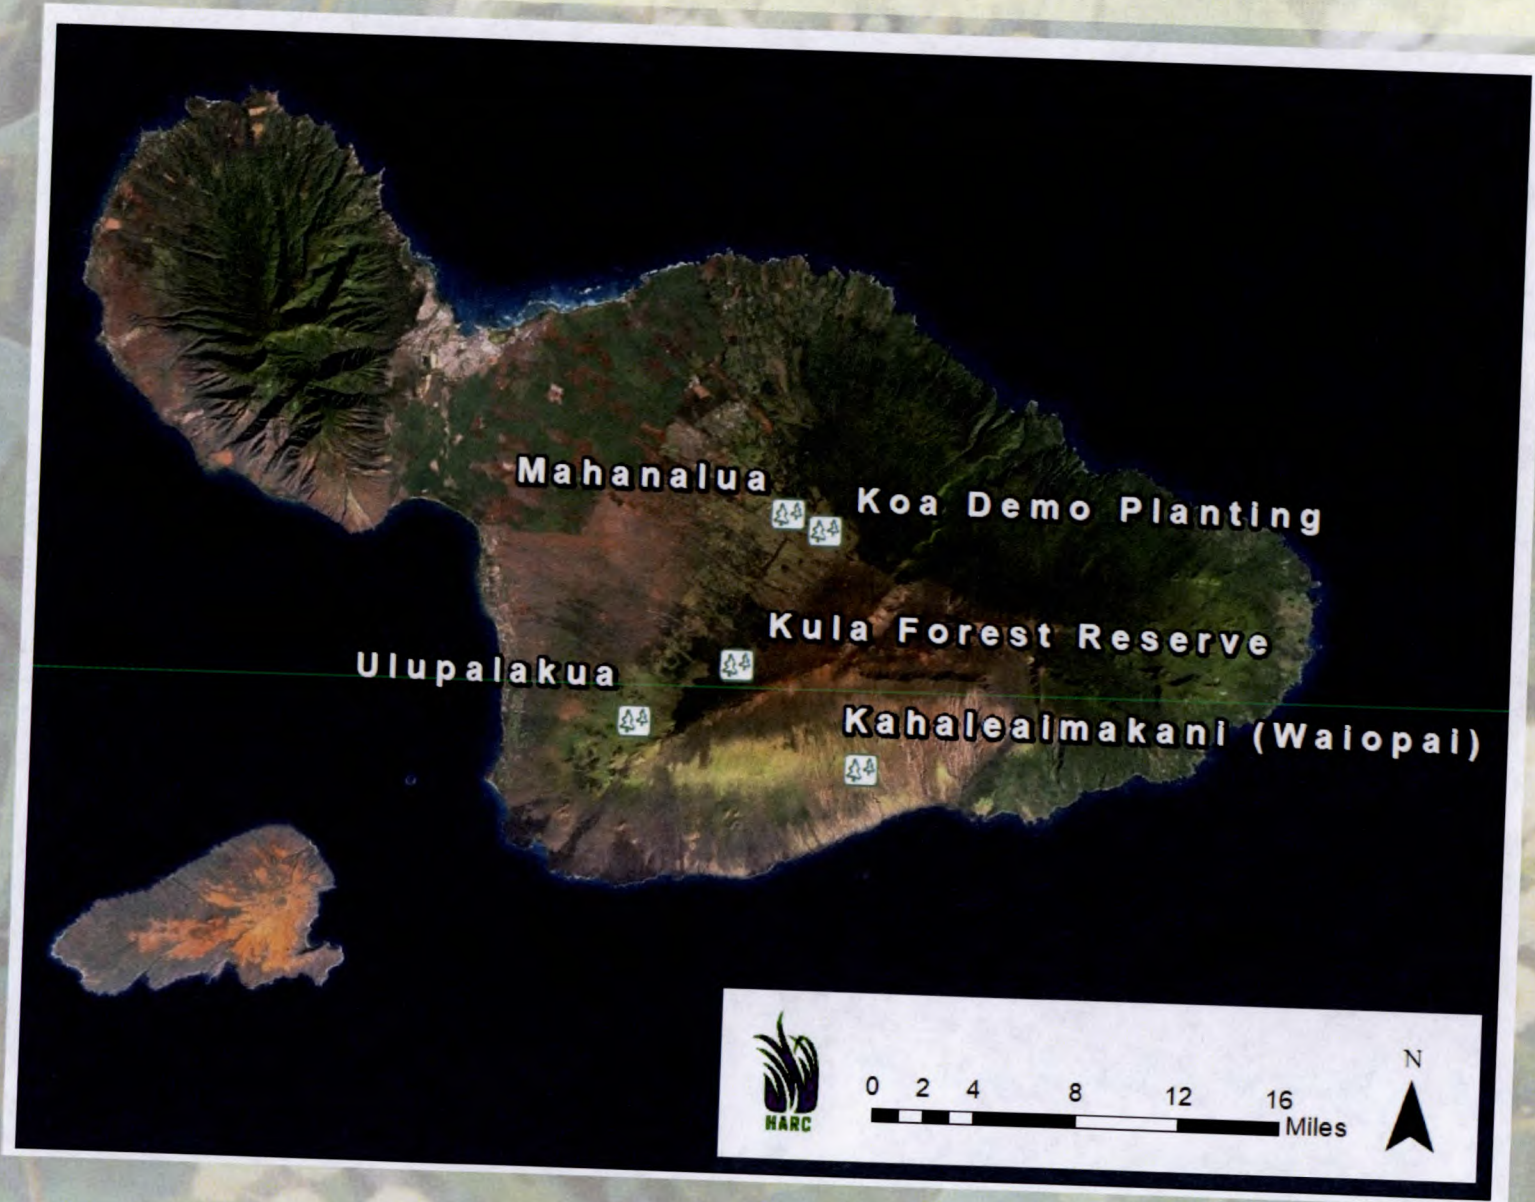 Mahanalua
Koa Demo Planting
Kula Forest Reserve
Ulupalakua
Kahaleaimakani (Waiopai)
HARC
N
0 2 4 8 12 16
Miles